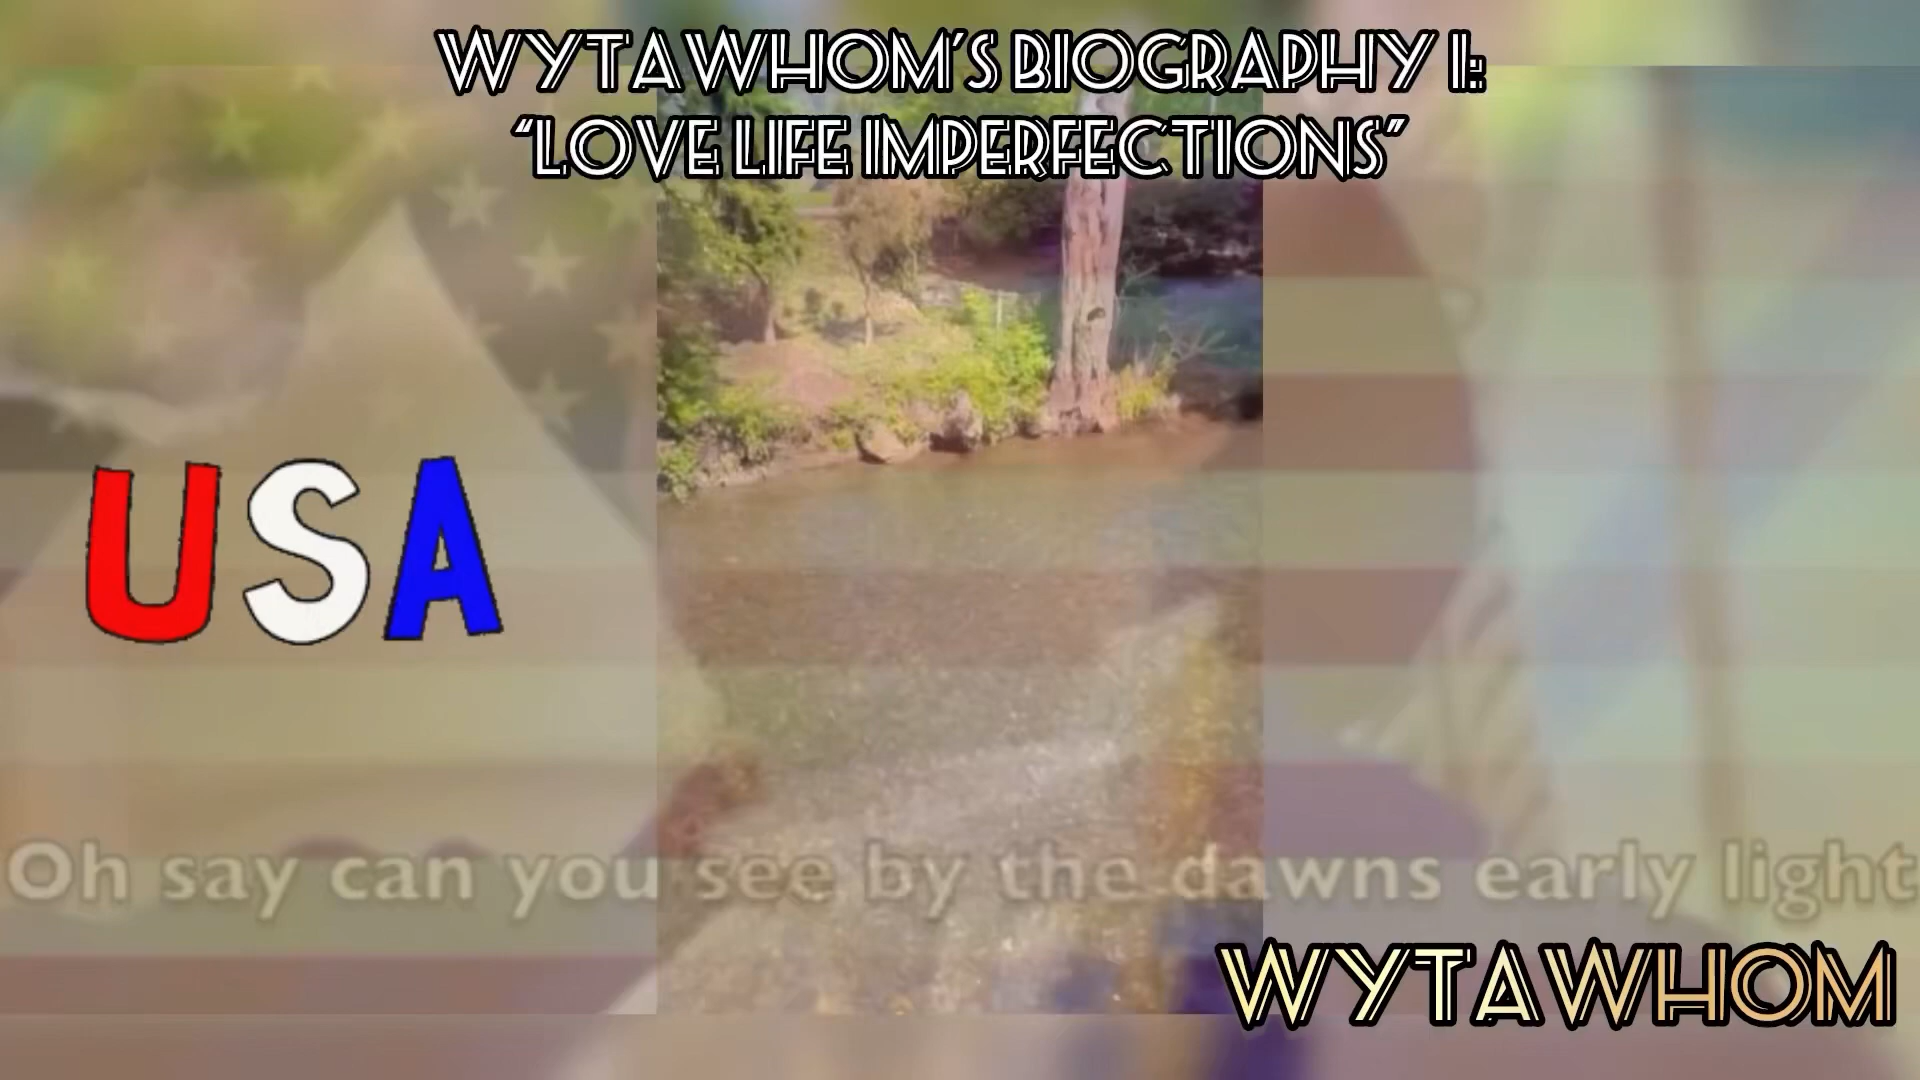 WYTAWHOM'S BIOGRAPHY I:
"LOVE LIFE IMPERFECTIONS"
USA
Oh say can you see by the dawns early light
WYTAWHOM